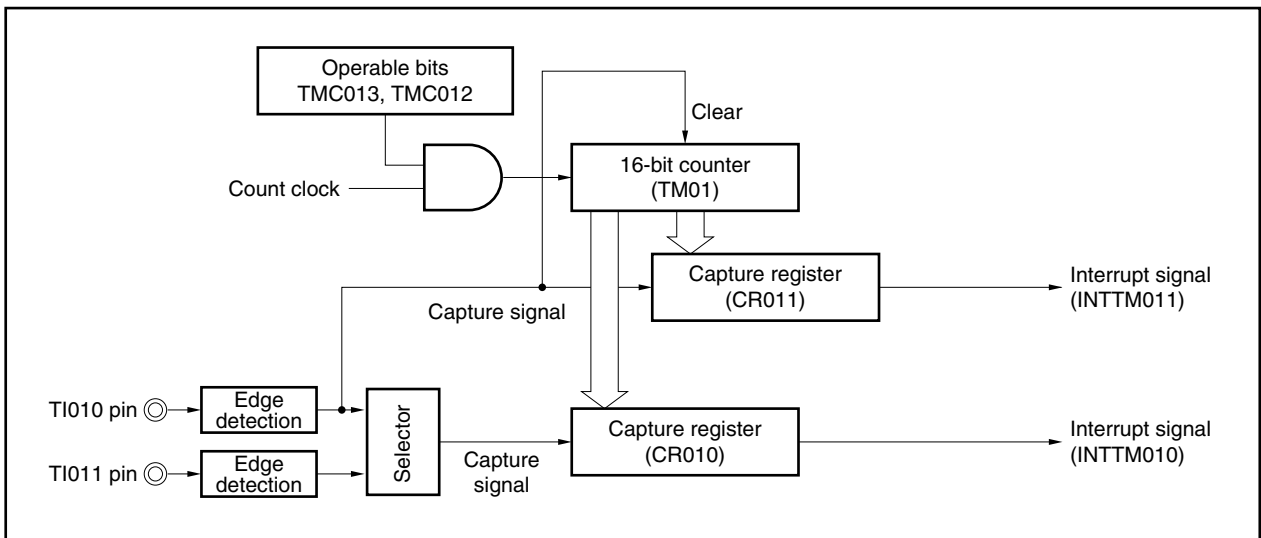 Operable bits
TMC013, TMC012
Clear
16-bit counter
(TM01)
Count clock
Capture register
(CR011)
Interrupt signal
(INTTM011)
Capture signal
TI010 pin
Edge
detection
Selector
Capture register
(CR010)
Interrupt signal
(INTTM010)
TI011 pin
Edge
detection
Capture
signal